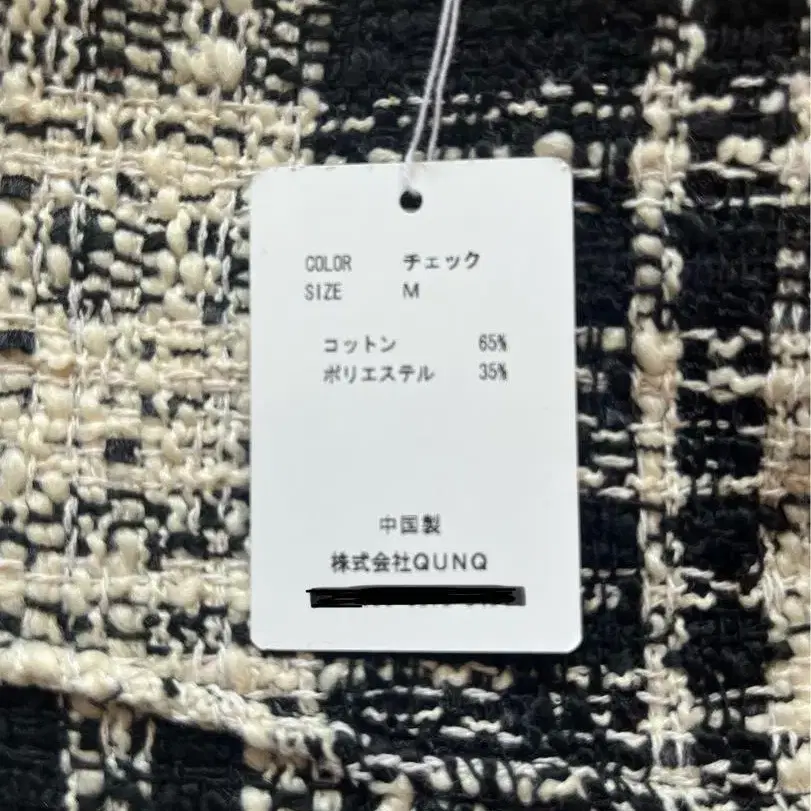 COLOR チェック
SIZE M
コットン 65%
ポリエステル 35%
中国製
株式会社QUNQ